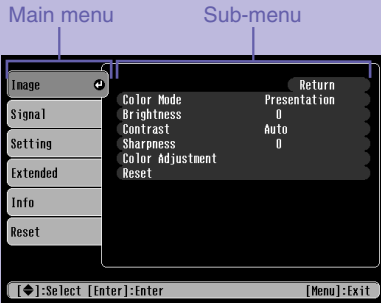 Main menu
Sub-menu
Image
Signal
Setting
Extended
Info
Reset
Return
Color Mode Presentation
Brightness 0
Contrast Auto
Sharpness 0
Color Adjustment
Reset
[◆]:Select [Enter]:Enter [Menu]:Exit